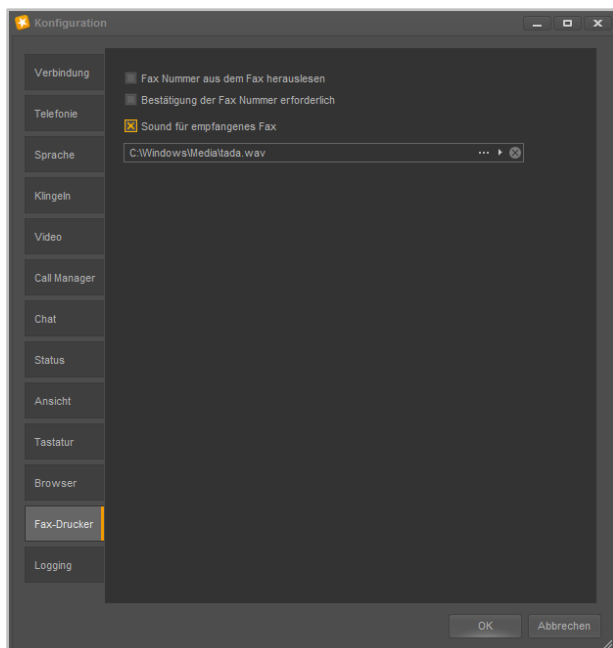 Konfiguration
Verbindung
Telefonie
Sprache
Klingeln
Video
Call Manager
Chat
Status
Ansicht
Tastatur
Browser
Fax-Drucker
Logging
Fax Nummer aus dem Fax herauslesen
Bestätigung der Fax Nummer erforderlich
Sound für empfangenes Fax
C:\Windows\Media\tada.wav
OK
Abbrechen